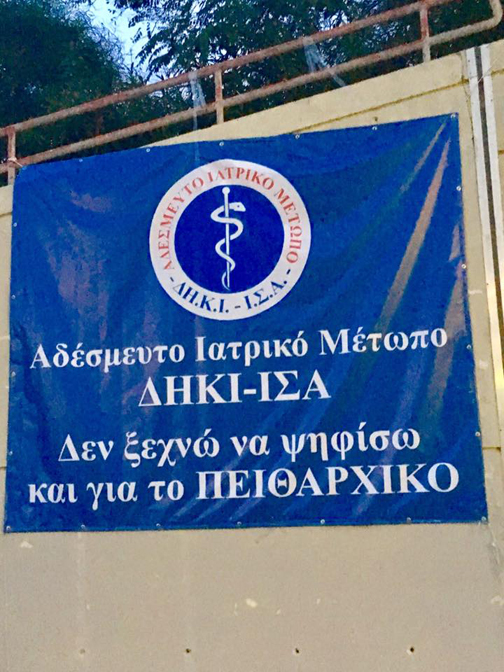 ΑΔΕΣΜΕΥΤΟ ΙΑΤΡΙΚΟ ΜΕΤΩΠΟ
- ΔΗ.Κ.Ι. - Ι.Σ.Α. -
Αδέσμευτο Ιατρικό Μέτωπο
ΔΗΚΙ-ΙΣΑ
Δεν ξεχνώ να ψηφίσω
και για το ΠΕΙΘΑΡΧΙΚΟ